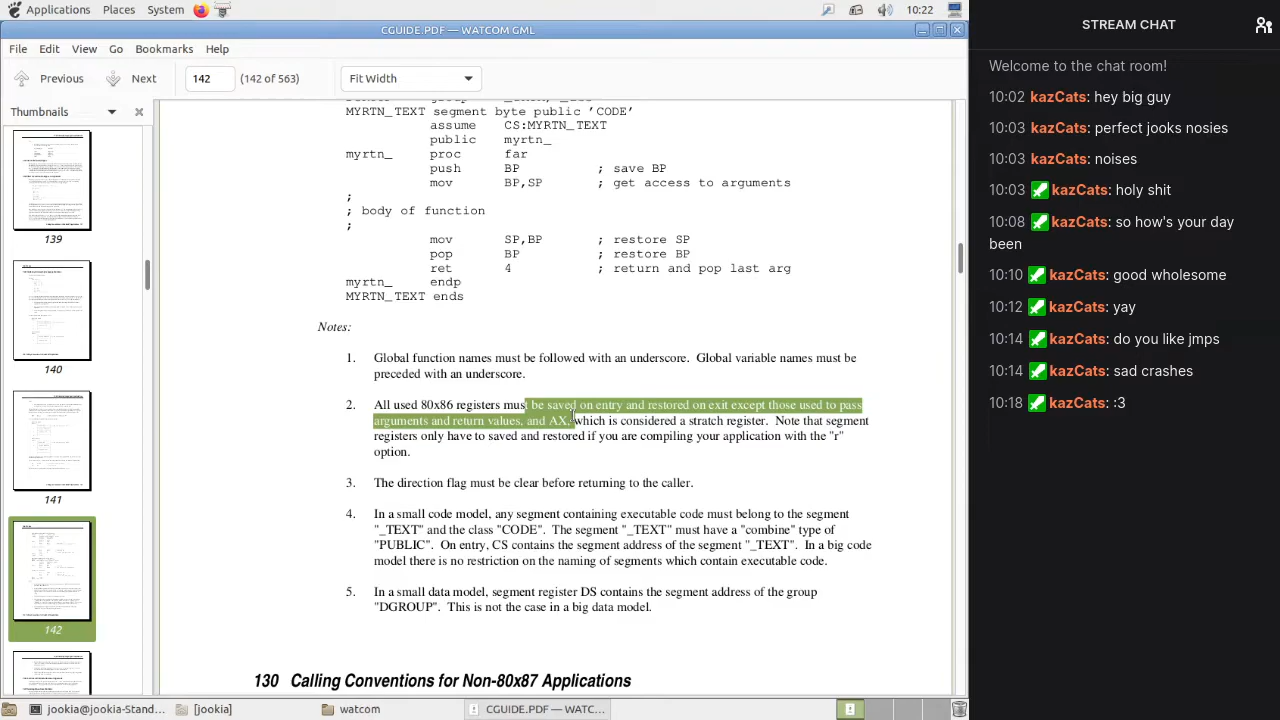 Applications Places System 10:22
CGUIDE.PDF — WATCOM GML
File Edit View Go Bookmarks Help
Previous Next 142 (142 of 563) Fit Width
Thumbnails
139
140
141
142
MYRTN_TEXT segment byte public 'CODE'
assume CS:MYRTN_TEXT
public myrtn_
myrtn_ proc far
push BP ; save BP
mov BP,SP ; get access to arguments
;
; body of function
;
mov SP,BP ; restore SP
pop BP ; restore BP
ret 4 ; return and pop last arg
myrtn_ endp
MYRTN_TEXT ends
Notes:
1. Global function names must be followed with an underscore. Global variable names must be
preceded with an underscore.
2. All used 80x86 registers must be saved on entry and restored on exit except those used to pass
arguments and return values, and AX, which is considered a stratch register. Note that segment
registers only have to saved and restored if you are compiling your application with the "r"
option.
3. The direction flag must be clear before returning to the caller.
4. In a small code model, any segment containing executable code must belong to the segment
"_TEXT" and the class "CODE". The segment "_TEXT" must have a "combine" type of
"PUBLIC". On entry, CS contains the segment address of the segment "_TEXT". In a big code
model there is no restriction on the naming of segments which contain executable code.
5. In a small data model, segment register DS contains the segment address of the group
"DGROUP". This is not the case in a big data model.
130 Calling Conventions for Non-80x87 Applications
jookia@jookia-Stand... [jookia] watcom CGUIDE.PDF — WATC...
STREAM CHAT
Welcome to the chat room!
10:02 kazCats: hey big guy
10:03 kazCats: perfect jooks nosies
10:03 kazCats: noises
10:03 kazCats: holy shit
10:08 kazCats: so how's your day
been
10:10 kazCats: good wholesome
10:12 kazCats: yay
10:14 kazCats: do you like jmps
10:14 kazCats: sad crashes
10:18 kazCats: :3